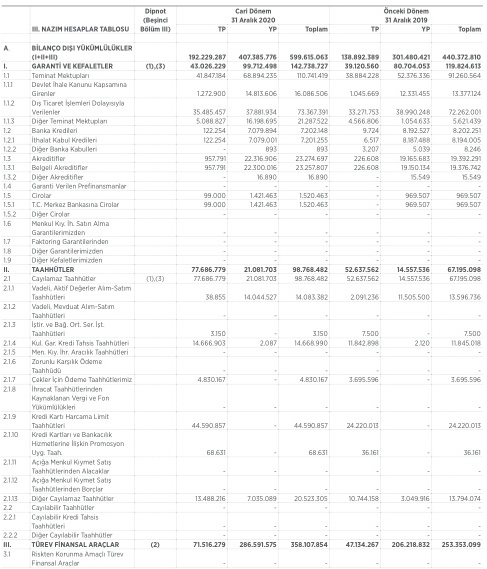 Dipnot Cari Dönem Önceki Dönem
(Beşinci 31 Aralık 2020 31 Aralık 2019
III. NAZIM HESAPLAR TABLOSU Bölüm III) TP YP Toplam TP YP Toplam
A. BİLANÇO DIŞI YÜKÜMLÜLÜKLER
(I+II+III) 192.229.287 407.385.776 599.615.063 138.892.389 301.480.421 440.372.810
I. GARANTİ VE KEFALETLER (1),(3) 43.026.229 99.712.498 142.738.727 39.120.560 80.704.053 119.824.613
1.1 Teminat Mektupları 41.847.184 68.894.235 110.741.419 38.884.228 52.376.336 91.260.564
1.1.1 Devlet İhale Kanunu Kapsamına
Girenler 1.272.900 14.813.606 16.086.506 1.045.669 12.331.455 13.377.124
1.1.2 Dış Ticaret İşlemleri Dolayısıyla
Verilenler 35.485.457 37.881.934 73.367.391 33.271.753 38.990.248 72.262.001
1.1.3 Diğer Teminat Mektupları 5.088.827 16.198.695 21.287.522 4.566.806 1.054.633 5.621.439
1.2 Banka Kredileri 122.254 7.079.894 7.202.148 9.724 8.192.527 8.202.251
1.2.1 İthalat Kabul Kredileri 122.254 7.079.001 7.201.255 6.517 8.187.488 8.194.005
1.2.2 Diğer Banka Kabulleri - 893 893 3.207 5.039 8.246
1.3 Akreditifler 957.791 22.316.906 23.274.697 226.608 19.165.683 19.392.291
1.3.1 Belgeli Akreditifler 957.791 22.300.016 23.257.807 226.608 19.150.134 19.376.742
1.3.2 Diğer Akreditifler - 16.890 16.890 - 15.549 15.549
1.4 Garanti Verilen Prefinansmanlar - - - - - -
1.5 Cirolar 99.000 1.421.463 1.520.463 - 969.507 969.507
1.5.1 T.C. Merkez Bankasına Cirolar 99.000 1.421.463 1.520.463 - 969.507 969.507
1.5.2 Diğer Cirolar - - - - - -
1.6 Menkul Kıy. İh. Satın Alma
Garantilerimizden - - - - - -
1.7 Faktoring Garantilerinden - - - - - -
1.8 Diğer Garantilerimizden - - - - - -
1.9 Diğer Kefaletlerimizden - - - - - -
II. TAAHHÜTLER 77.686.779 21.081.703 98.768.482 52.637.562 14.557.536 67.195.098
2.1 Cayılamaz Taahhütler (1),(3) 77.686.779 21.081.703 98.768.482 52.637.562 14.557.536 67.195.098
2.1.1 Vadeli, Aktif Değerler Alım-Satım
Taahhütleri 38.855 14.044.527 14.083.382 2.091.236 11.505.500 13.596.736
2.1.2 Vadeli, Mevduat Alım-Satım
Taahhütleri - - - - - -
2.1.3 İştir. ve Bağ. Ort. Ser. İşt.
Taahhütleri 3.150 - 3.150 7.500 - 7.500
2.1.4 Kul. Gar. Kredi Tahsis Taahhütleri 14.666.903 2.087 14.668.990 11.842.898 2.120 11.845.018
2.1.5 Men. Kıy. İhr. Aracılık Taahhütleri - - - - - -
2.1.6 Zorunlu Karşılık Ödeme
Taahhüdü - - - - - -
2.1.7 Çekler İçin Ödeme Taahhütlerimiz 4.830.167 - 4.830.167 3.695.596 - 3.695.596
2.1.8 İhracat Taahhütlerinden
Kaynaklanan Vergi ve Fon
Yükümlülükleri - - - - - -
2.1.9 Kredi Kartı Harcama Limit
Taahhütleri 44.590.857 - 44.590.857 24.220.013 - 24.220.013
2.1.10 Kredi Kartları ve Bankacılık
Hizmetlerine İlişkin Promosyon
Uyg. Taah. 68.631 - 68.631 36.161 - 36.161
2.1.11 Açığa Menkul Kıymet Satış
Taahhütlerinden Alacaklar - - - - - -
2.1.12 Açığa Menkul Kıymet Satış
Taahhütlerinden Borçlar - - - - - -
2.1.13 Diğer Cayılamaz Taahhütler 13.488.216 7.035.089 20.523.305 10.744.158 3.049.916 13.794.074
2.2 Cayılabilir Taahhütler - - - - - -
2.2.1 Cayılabilir Kredi Tahsis
Taahhütleri - - - - - -
2.2.2 Diğer Cayılabilir Taahhütler - - - - - -
III. TÜREV FİNANSAL ARAÇLAR (2) 71.516.279 286.591.575 358.107.854 47.134.267 206.218.832 253.353.099
3.1 Riskten Korunma Amaçlı Türev
Finansal Araçlar - - - - - -